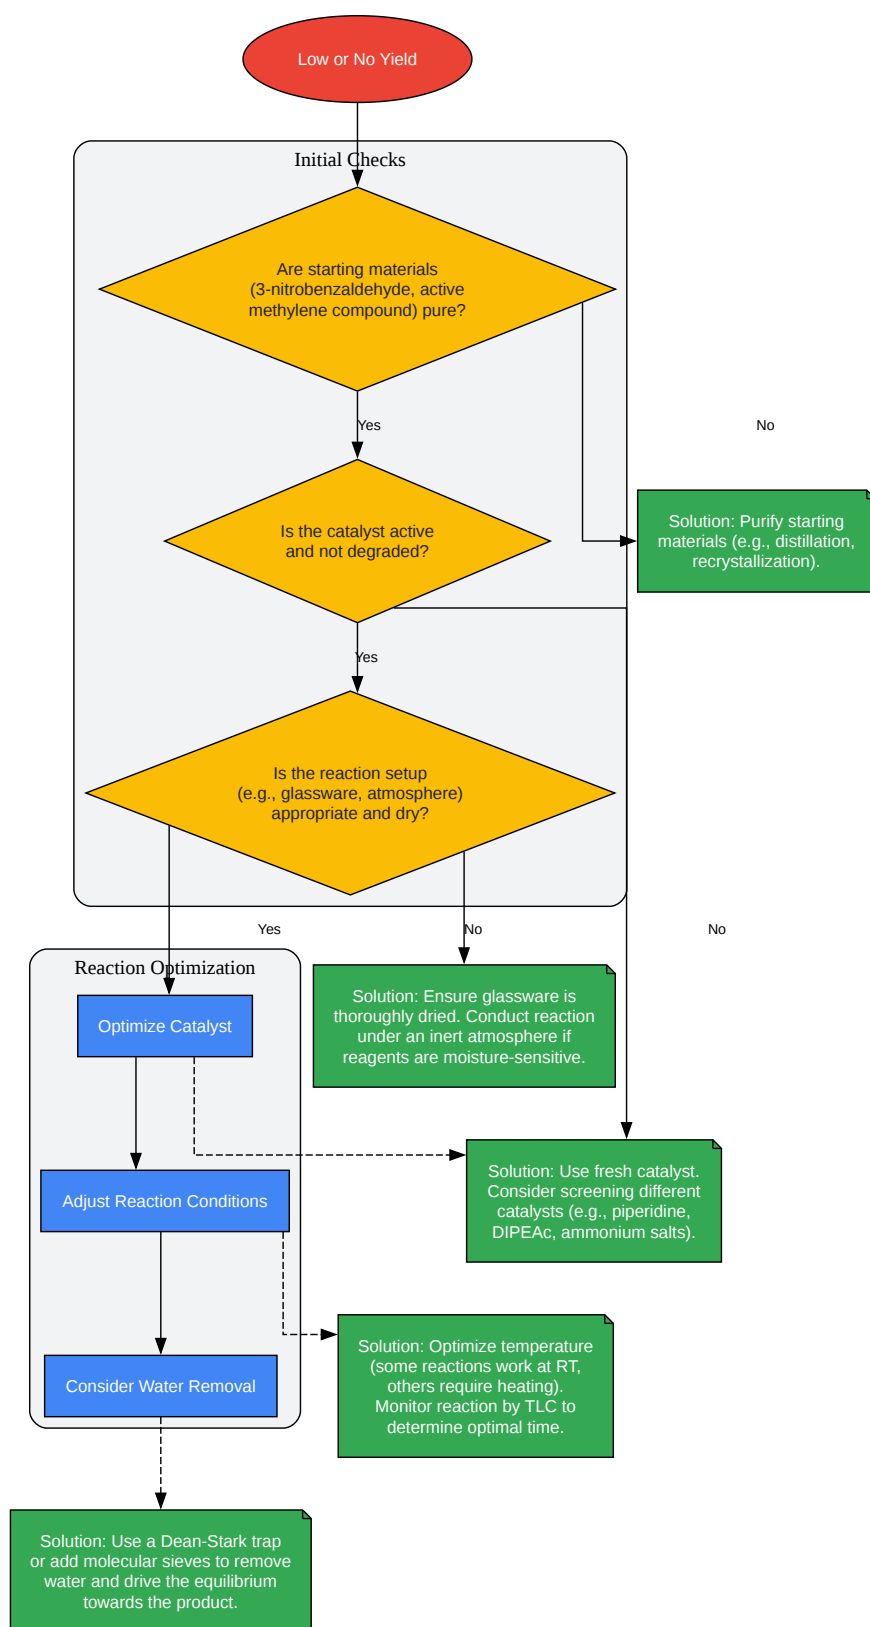 Low or No Yield
Initial Checks
Are starting materials
(3-nitrobenzaldehyde, active
methylene compound) pure?
Yes
No
Is the catalyst active
and not degraded?
Solution: Purify starting
materials (e.g., distillation,
recrystallization).
Yes
Is the reaction setup
(e.g., glassware, atmosphere)
appropriate and dry?
Yes
No
No
Reaction Optimization
Optimize Catalyst
Solution: Ensure glassware is
thoroughly dried. Conduct reaction
under an inert atmosphere if
reagents are moisture-sensitive.
Adjust Reaction Conditions
Solution: Use fresh catalyst.
Consider screening different
catalysts (e.g., piperidine,
DIPEAc, ammonium salts).
Consider Water Removal
Solution: Optimize temperature
(some reactions work at RT,
others require heating).
Monitor reaction by TLC to
determine optimal time.
Solution: Use a Dean-Stark trap
or add molecular sieves to remove
water and drive the equilibrium
towards the product.